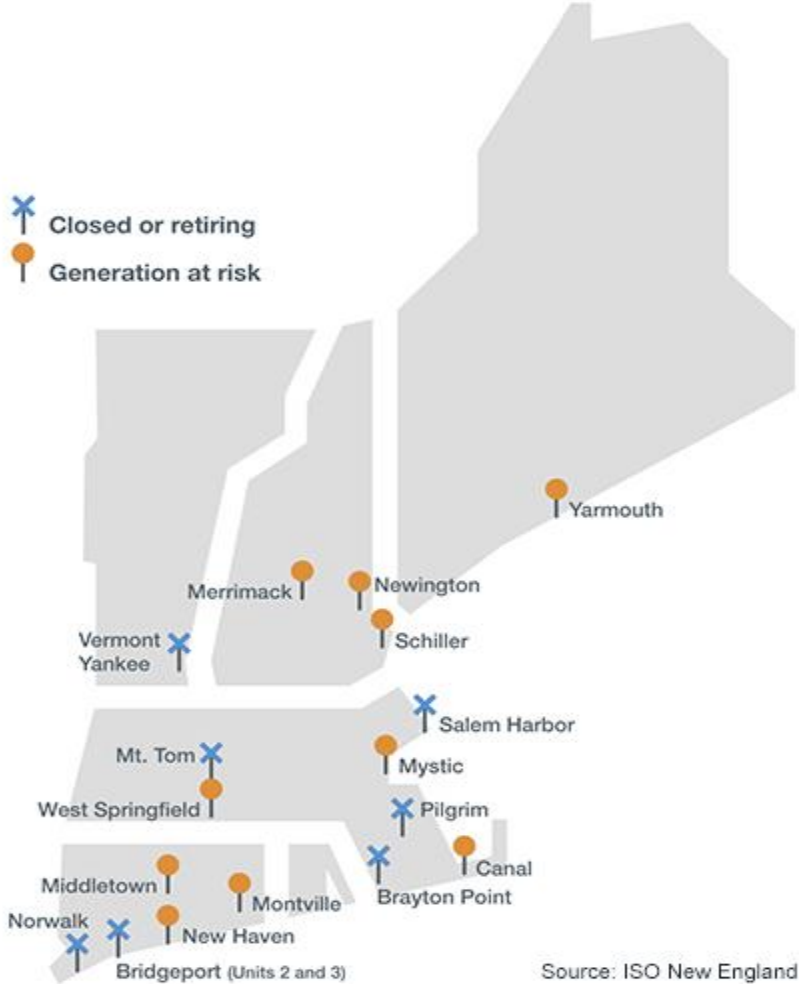 Closed or retiring
Generation at risk
Yarmouth
Merrimack
Newington
Schiller
Vermont
Yankee
Salem Harbor
Mt. Tom
Mystic
West Springfield
Pilgrim
Canal
Middletown
Brayton Point
Montville
Norwalk
New Haven
Bridgeport (Units 2 and 3)
Source: ISO New England